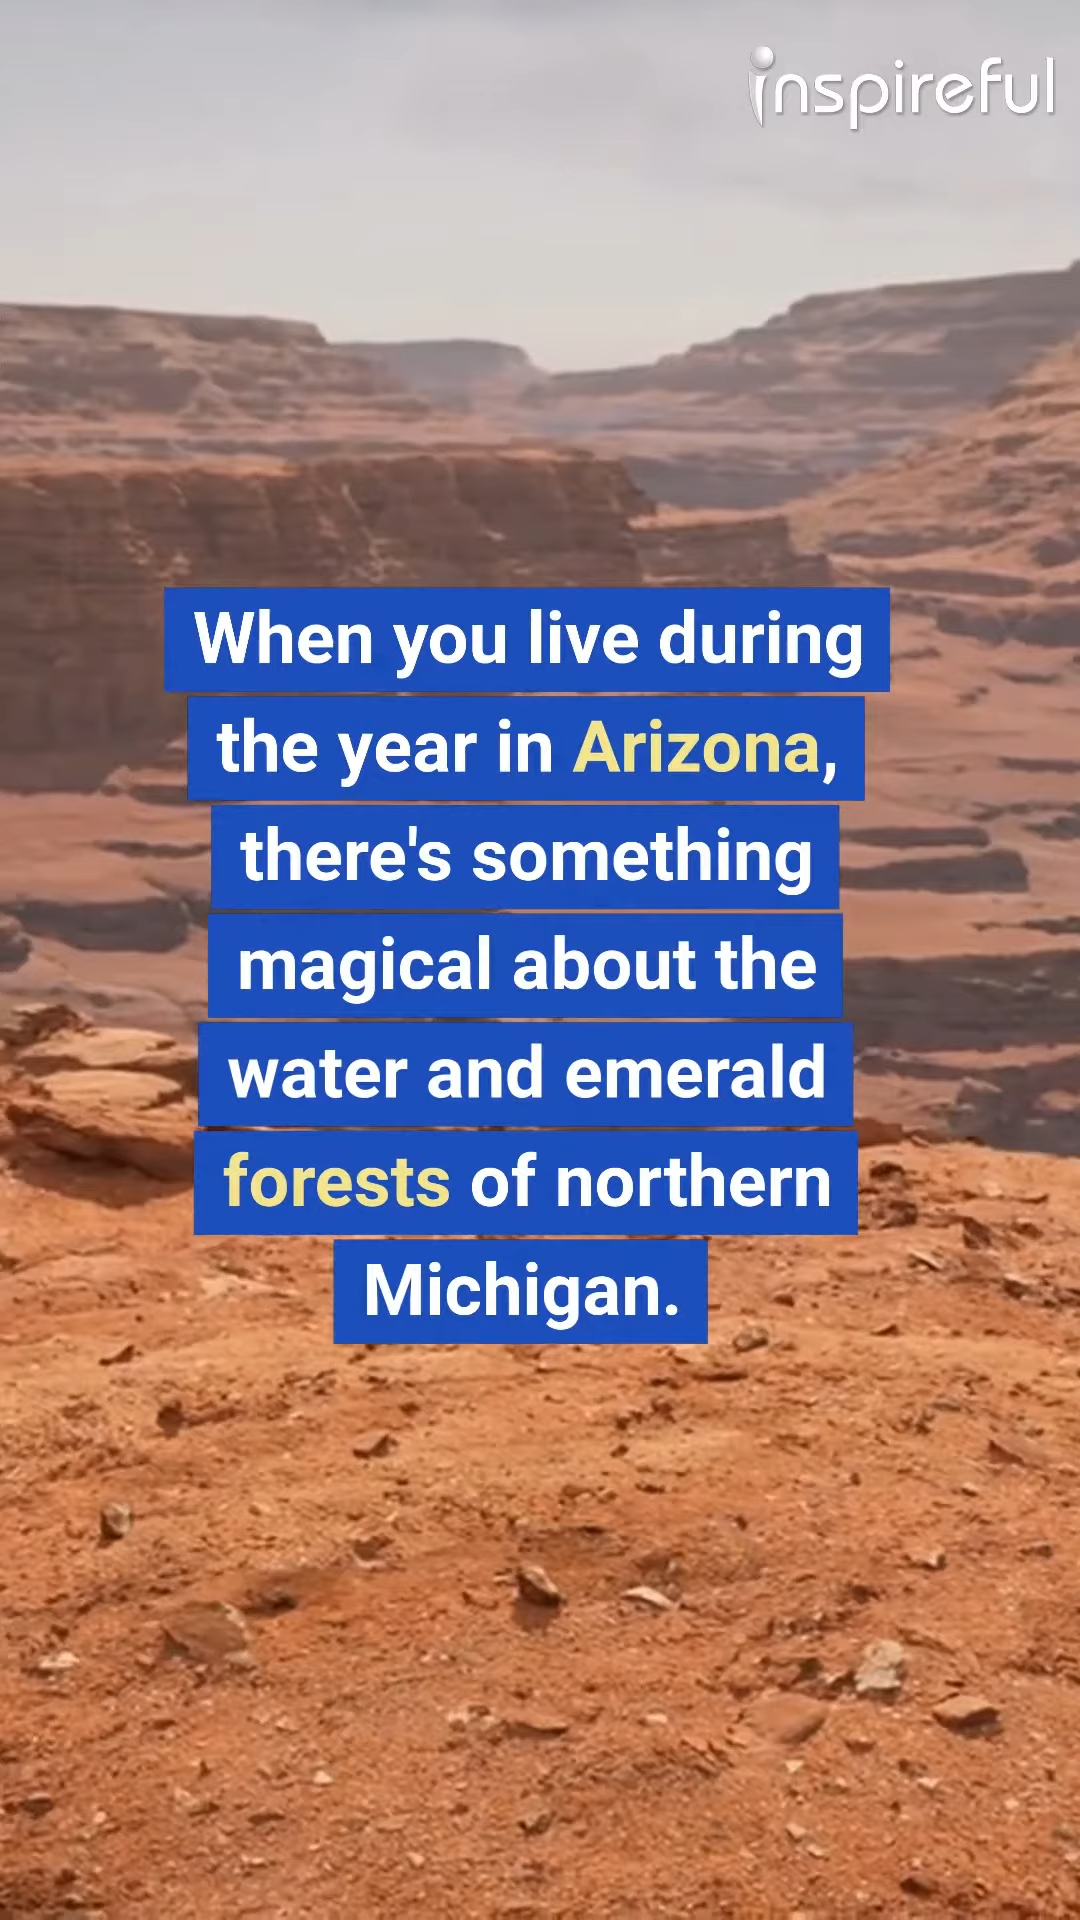 inspireful
When you live during
the year in Arizona,
there's something
magical about the
water and emerald
forests of northern
Michigan.